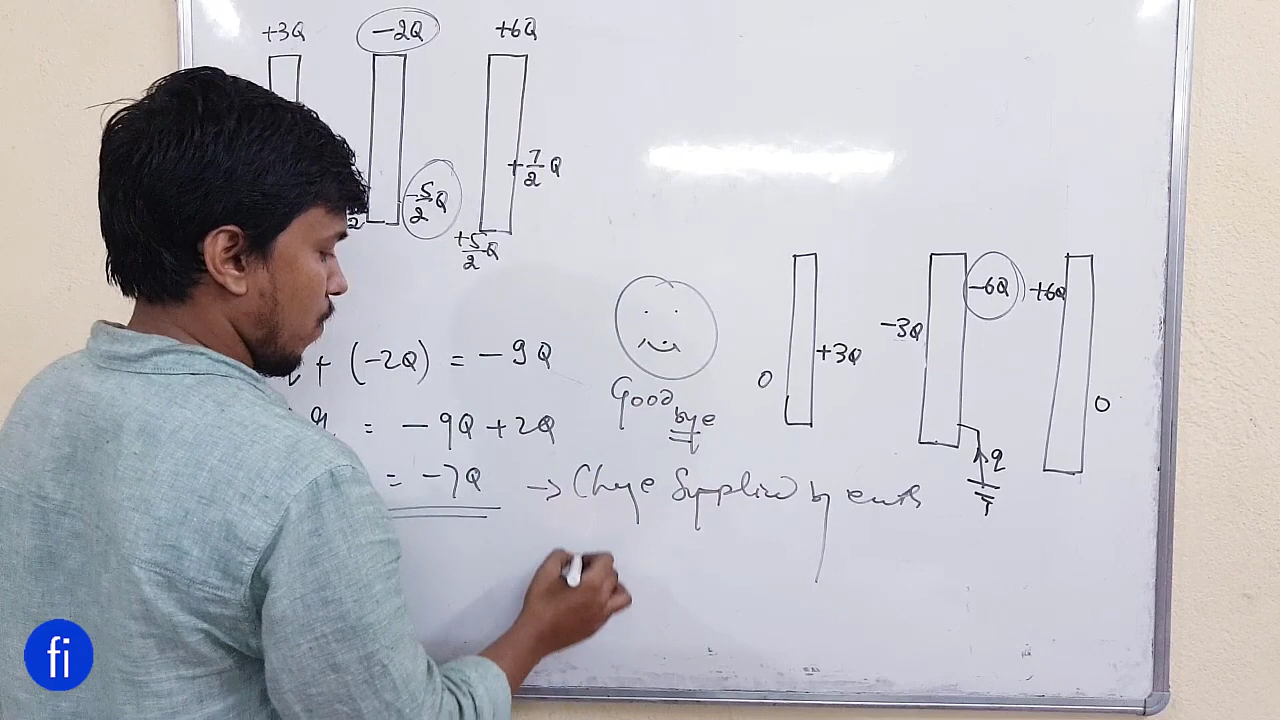 +3Q -2Q +6Q
+7/2 Q
-5/2 Q
+5/2 Q
-6Q +6Q
-3Q
+3Q
0
0
+ (-2Q) = -9Q
Good
bye
q = -9Q + 2Q
= -7Q → Charge Supplied by earth
q
fi